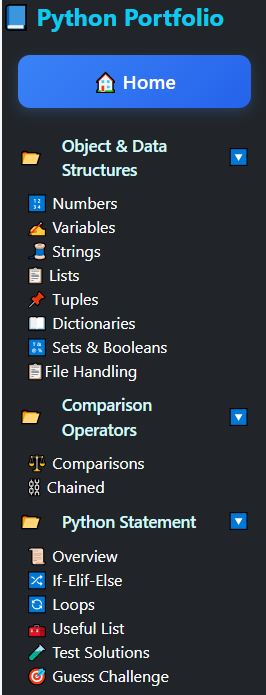 Python Portfolio
Home
Object & Data
Structures
Numbers
Variables
Strings
Lists
Tuples
Dictionaries
Sets & Booleans
File Handling
Comparison
Operators
Comparisons
Chained
Python Statement
Overview
If-Elif-Else
Loops
Useful List
Test Solutions
Guess Challenge